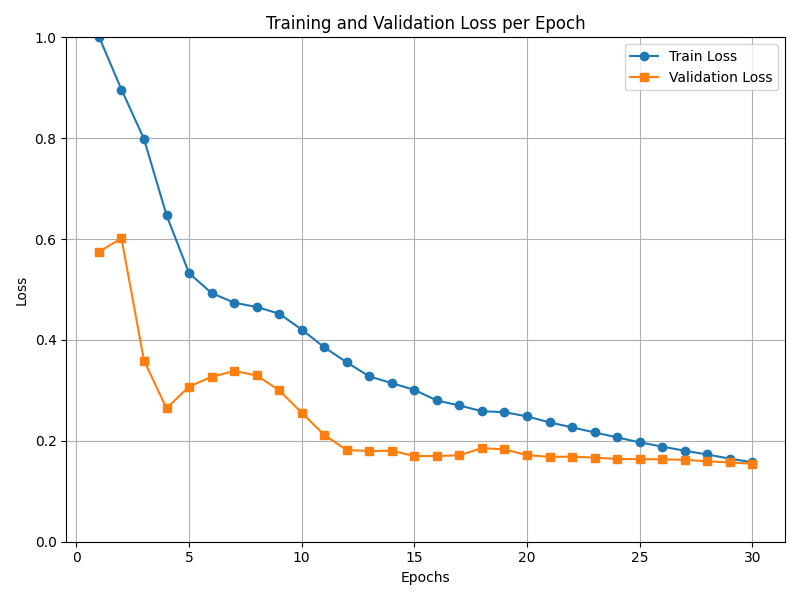 Training and Validation Loss per Epoch
1.0
Train Loss
Validation Loss
0.8
0.6
Loss
0.4
0.2
0.0
0 5 10 15 20 25 30
Epochs